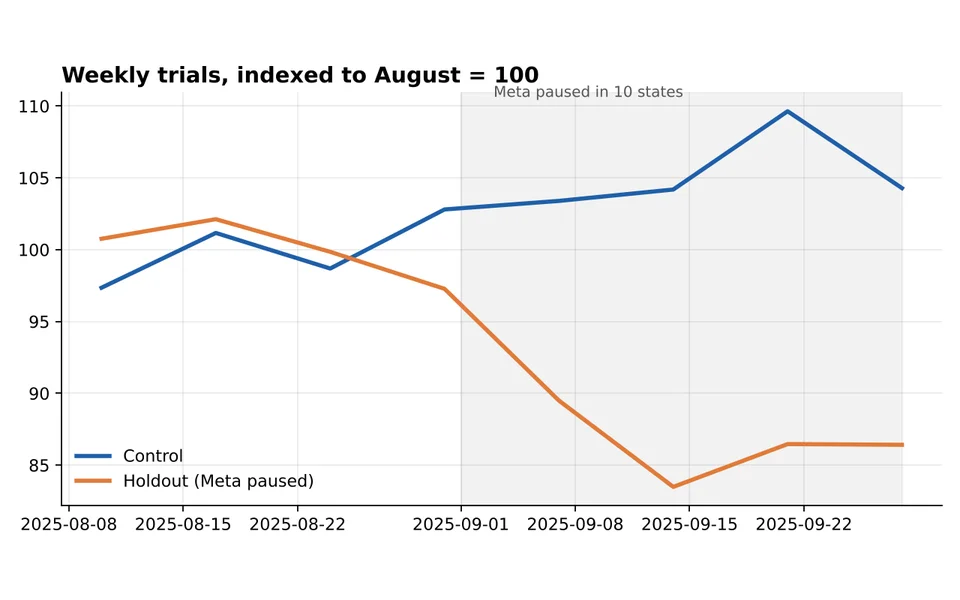 Weekly trials, indexed to August = 100
Meta paused in 10 states
110
105
100
95
90
85
Control
Holdout (Meta paused)
2025-08-08 2025-08-15 2025-08-22 2025-09-01 2025-09-08 2025-09-15 2025-09-22